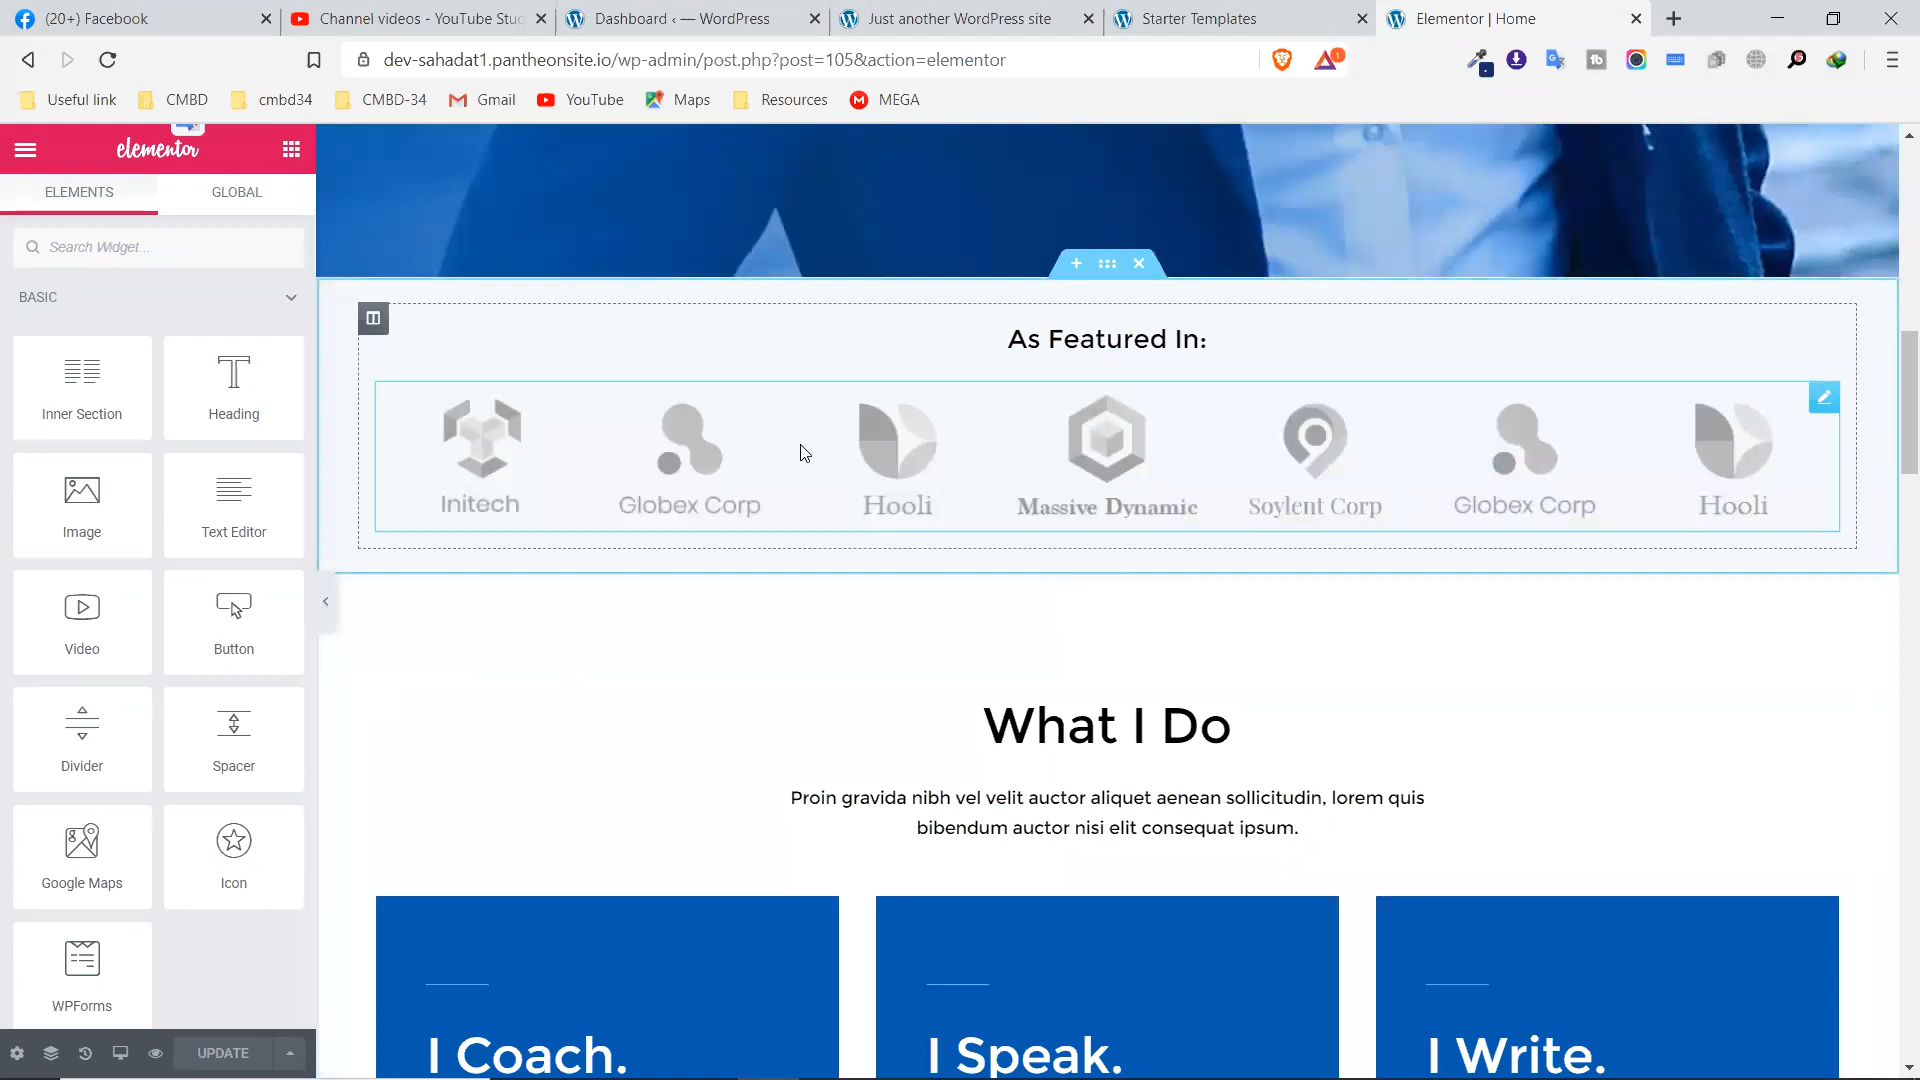 (20+) Facebook
Channel videos - YouTube Stud
Dashboard ‹ — WordPress
Just another WordPress site
Starter Templates
Elementor | Home
dev-sahadat1.pantheonsite.io/wp-admin/post.php?post=105&action=elementor
1
Useful link
CMBD
cmbd34
CMBD-34
Gmail
YouTube
Maps
Resources
MEGA
elementor
ELEMENTS
GLOBAL
Search Widget...
BASIC
Inner Section
Heading
Image
Text Editor
Video
Button
Divider
Spacer
Google Maps
Icon
WPForms
UPDATE
As Featured In:
Initech
Globex Corp
Hooli
Massive Dynamic
Soylent Corp
Globex Corp
Hooli
What I Do
Proin gravida nibh vel velit auctor aliquet aenean sollicitudin, lorem quis
bibendum auctor nisi elit consequat ipsum.
I Coach.
I Speak.
I Write.